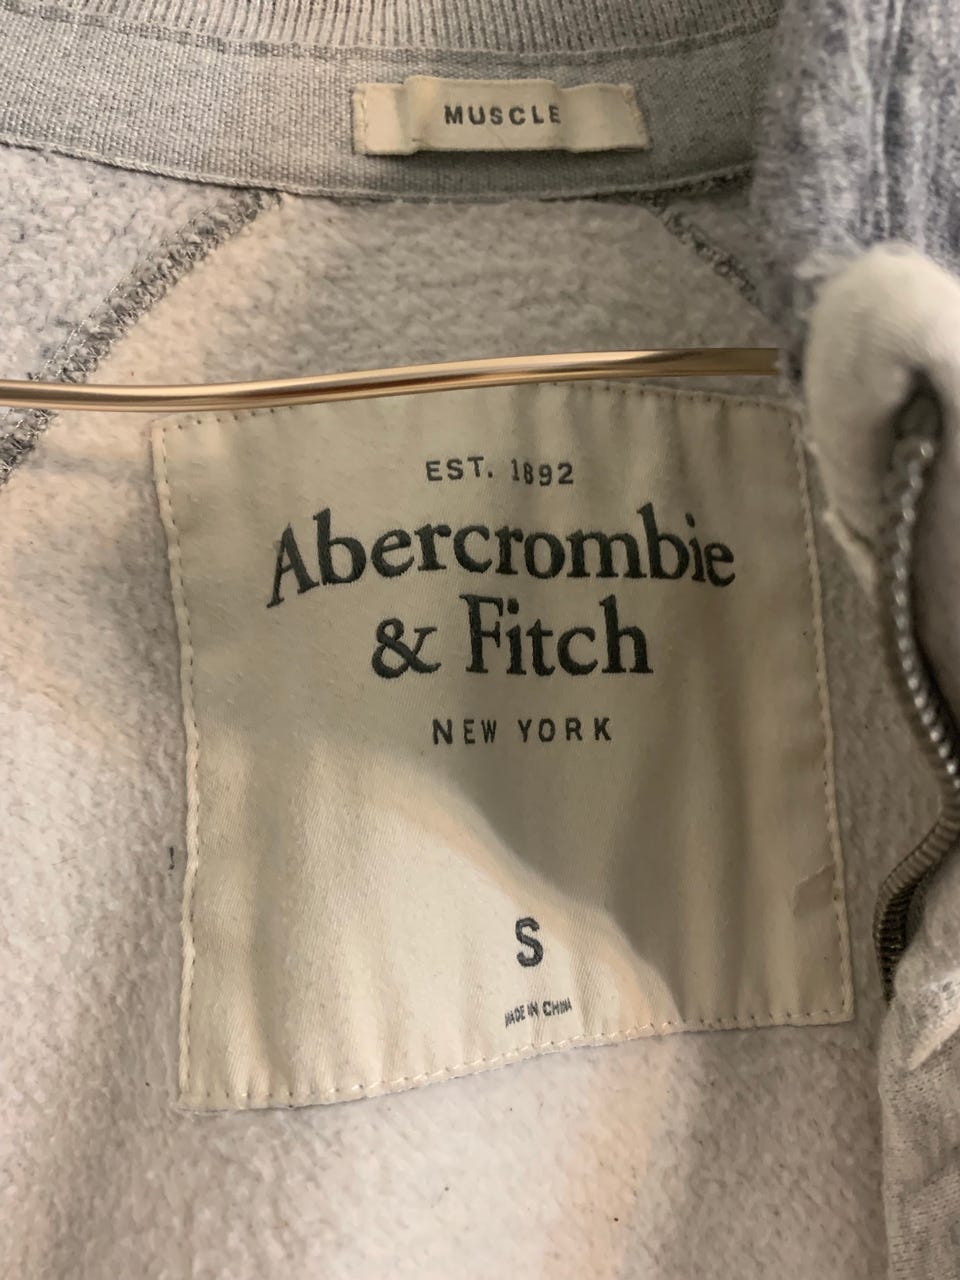 MUSCLE
EST. 1892
Abercrombie
& Fitch
NEW YORK
S
MADE IN CHINA